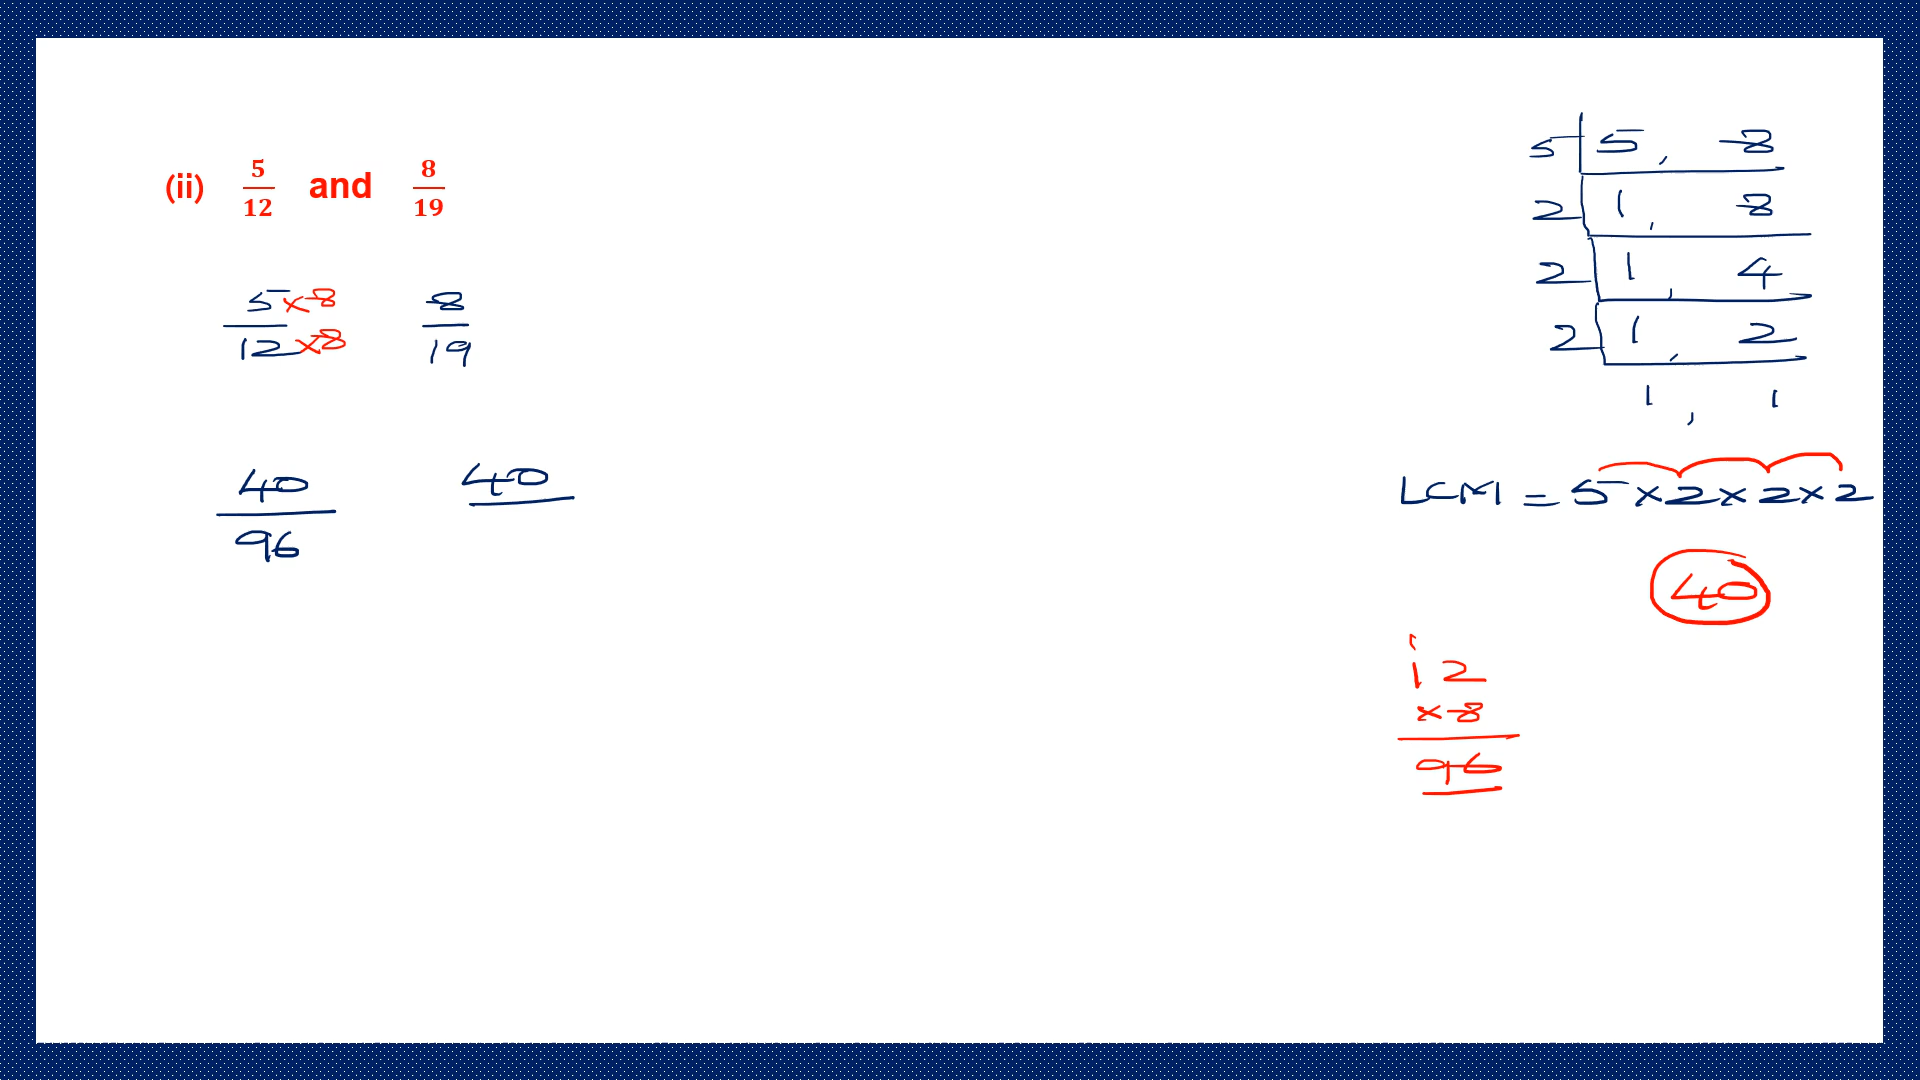 (ii) 5/12 and 8/19
5×8/12×8 8/19
40/96 40/
5 | 5, 8
2 | 1, 8
2 | 1, 4
2 | 1, 2
1, 1
LCM = 5×2×2×2
40
1
12
×8
96